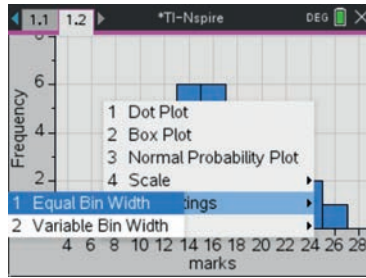 1.1 1.2 *TI-Nspire DEG
6
Frequency
4
2
1 Dot Plot
2 Box Plot
3 Normal Probability Plot
4 Scale
1 Equal Bin Width tings
2 Variable Bin Width
4 6 8 10 12 14 16 18 20 22 24 26 28
marks